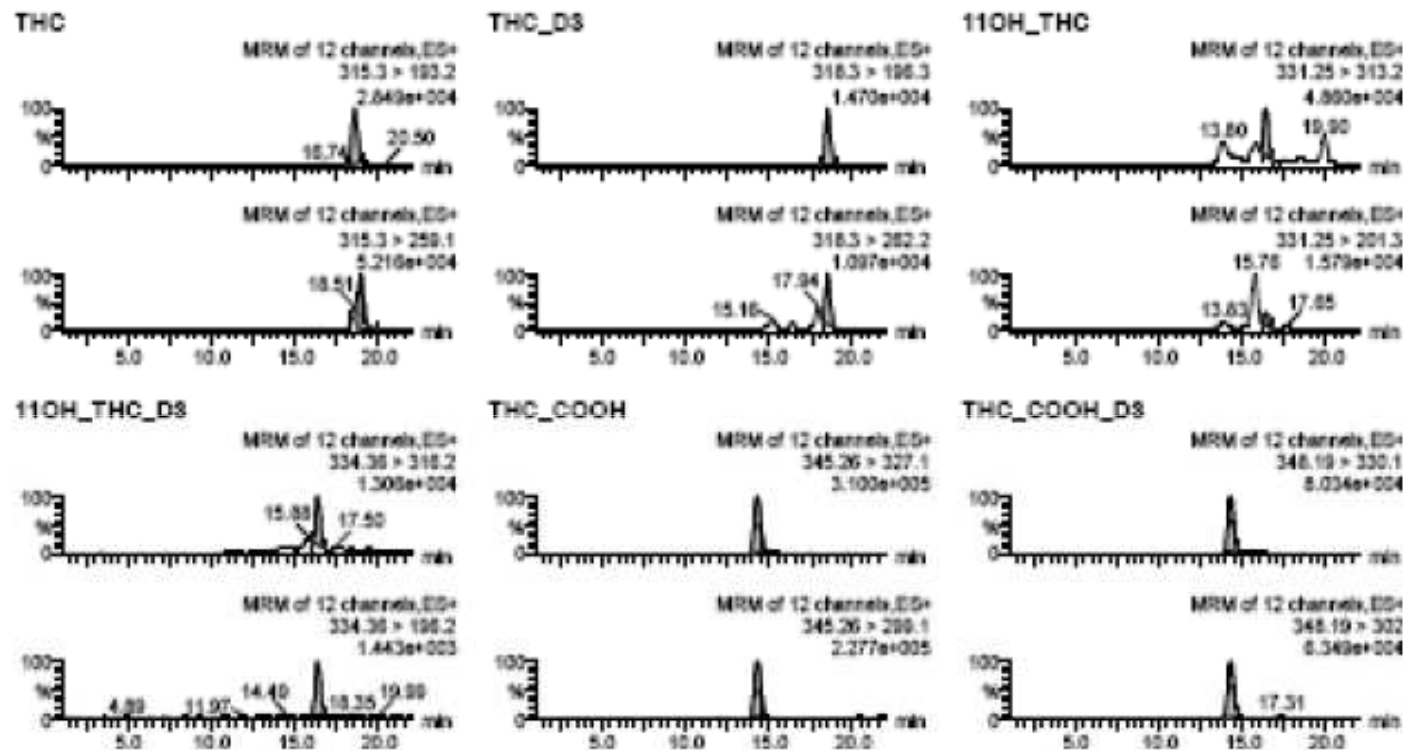 THC
MRM of 12 channels,ES+
315.3 > 193.2
2.849e+004
100
%
0
16.74
20.50
min
MRM of 12 channels,ES+
315.3 > 259.1
5.216e+004
100
%
0
18.51
min
5.0 10.0 15.0 20.0
THC_D3
MRM of 12 channels,ES+
318.3 > 196.3
1.470e+004
100
%
0
min
MRM of 12 channels,ES+
318.3 > 262.2
1.097e+004
100
%
0
15.16
17.94
min
5.0 10.0 15.0 20.0
11OH_THC
MRM of 12 channels,ES+
331.25 > 313.2
4.860e+004
100
%
0
13.80
19.90
min
MRM of 12 channels,ES+
331.25 > 201.3
1.579e+004
100
%
0
13.83
15.76
17.65
min
5.0 10.0 15.0 20.0
11OH_THC_D3
MRM of 12 channels,ES+
334.36 > 316.2
1.306e+004
100
%
0
15.88
17.50
min
MRM of 12 channels,ES+
334.36 > 196.2
1.443e+003
100
%
0
4.89
11.97
14.49
18.35
19.99
min
5.0 10.0 15.0 20.0
THC_COOH
MRM of 12 channels,ES+
345.26 > 327.1
3.100e+005
100
%
0
min
MRM of 12 channels,ES+
345.26 > 299.1
2.277e+005
100
%
0
min
5.0 10.0 15.0 20.0
THC_COOH_D3
MRM of 12 channels,ES+
348.19 > 330.1
8.034e+004
100
%
0
min
MRM of 12 channels,ES+
348.19 > 302
6.349e+004
100
%
0
17.31
min
5.0 10.0 15.0 20.0